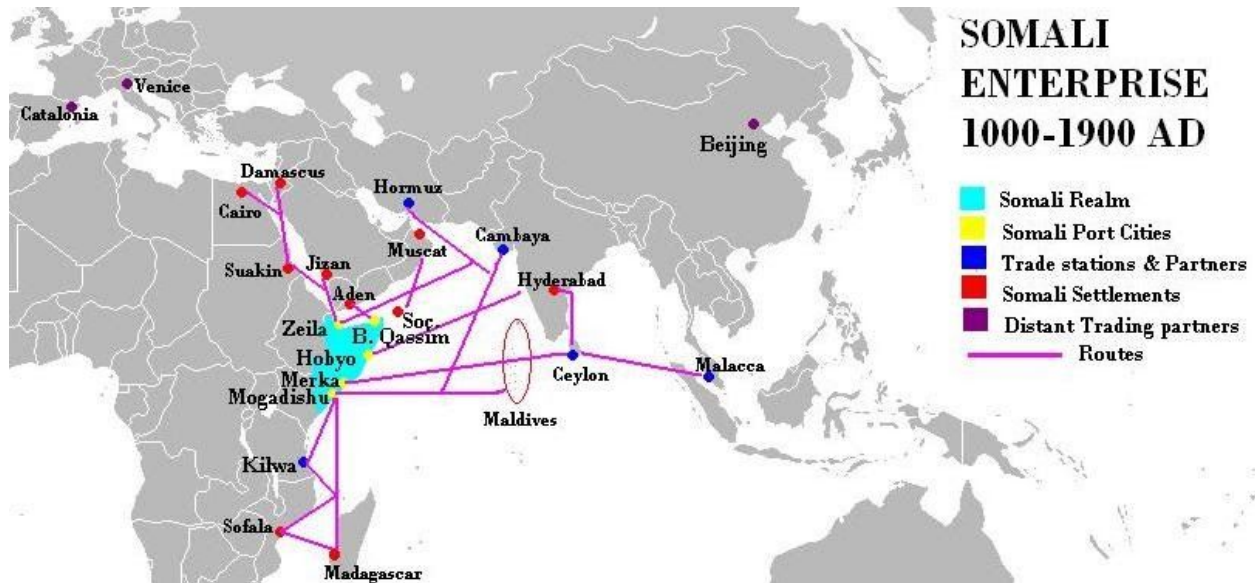 SOMALI
ENTERPRISE
1000-1900 AD
Somali Realm
Somali Port Cities
Trade stations & Partners
Somali Settlements
Distant Trading partners
Routes
Venice
Catalonia
Beijing
Damascus
Cairo
Hormuz
Muscat
Cambaya
Suakin
Jizan
Aden
Hyderabad
Zeila
B. Qassim
Soc.
Hobyo
Merka
Mogadishu
Ceylon
Malacca
Maldives
Kilwa
Sofala
Madagascar